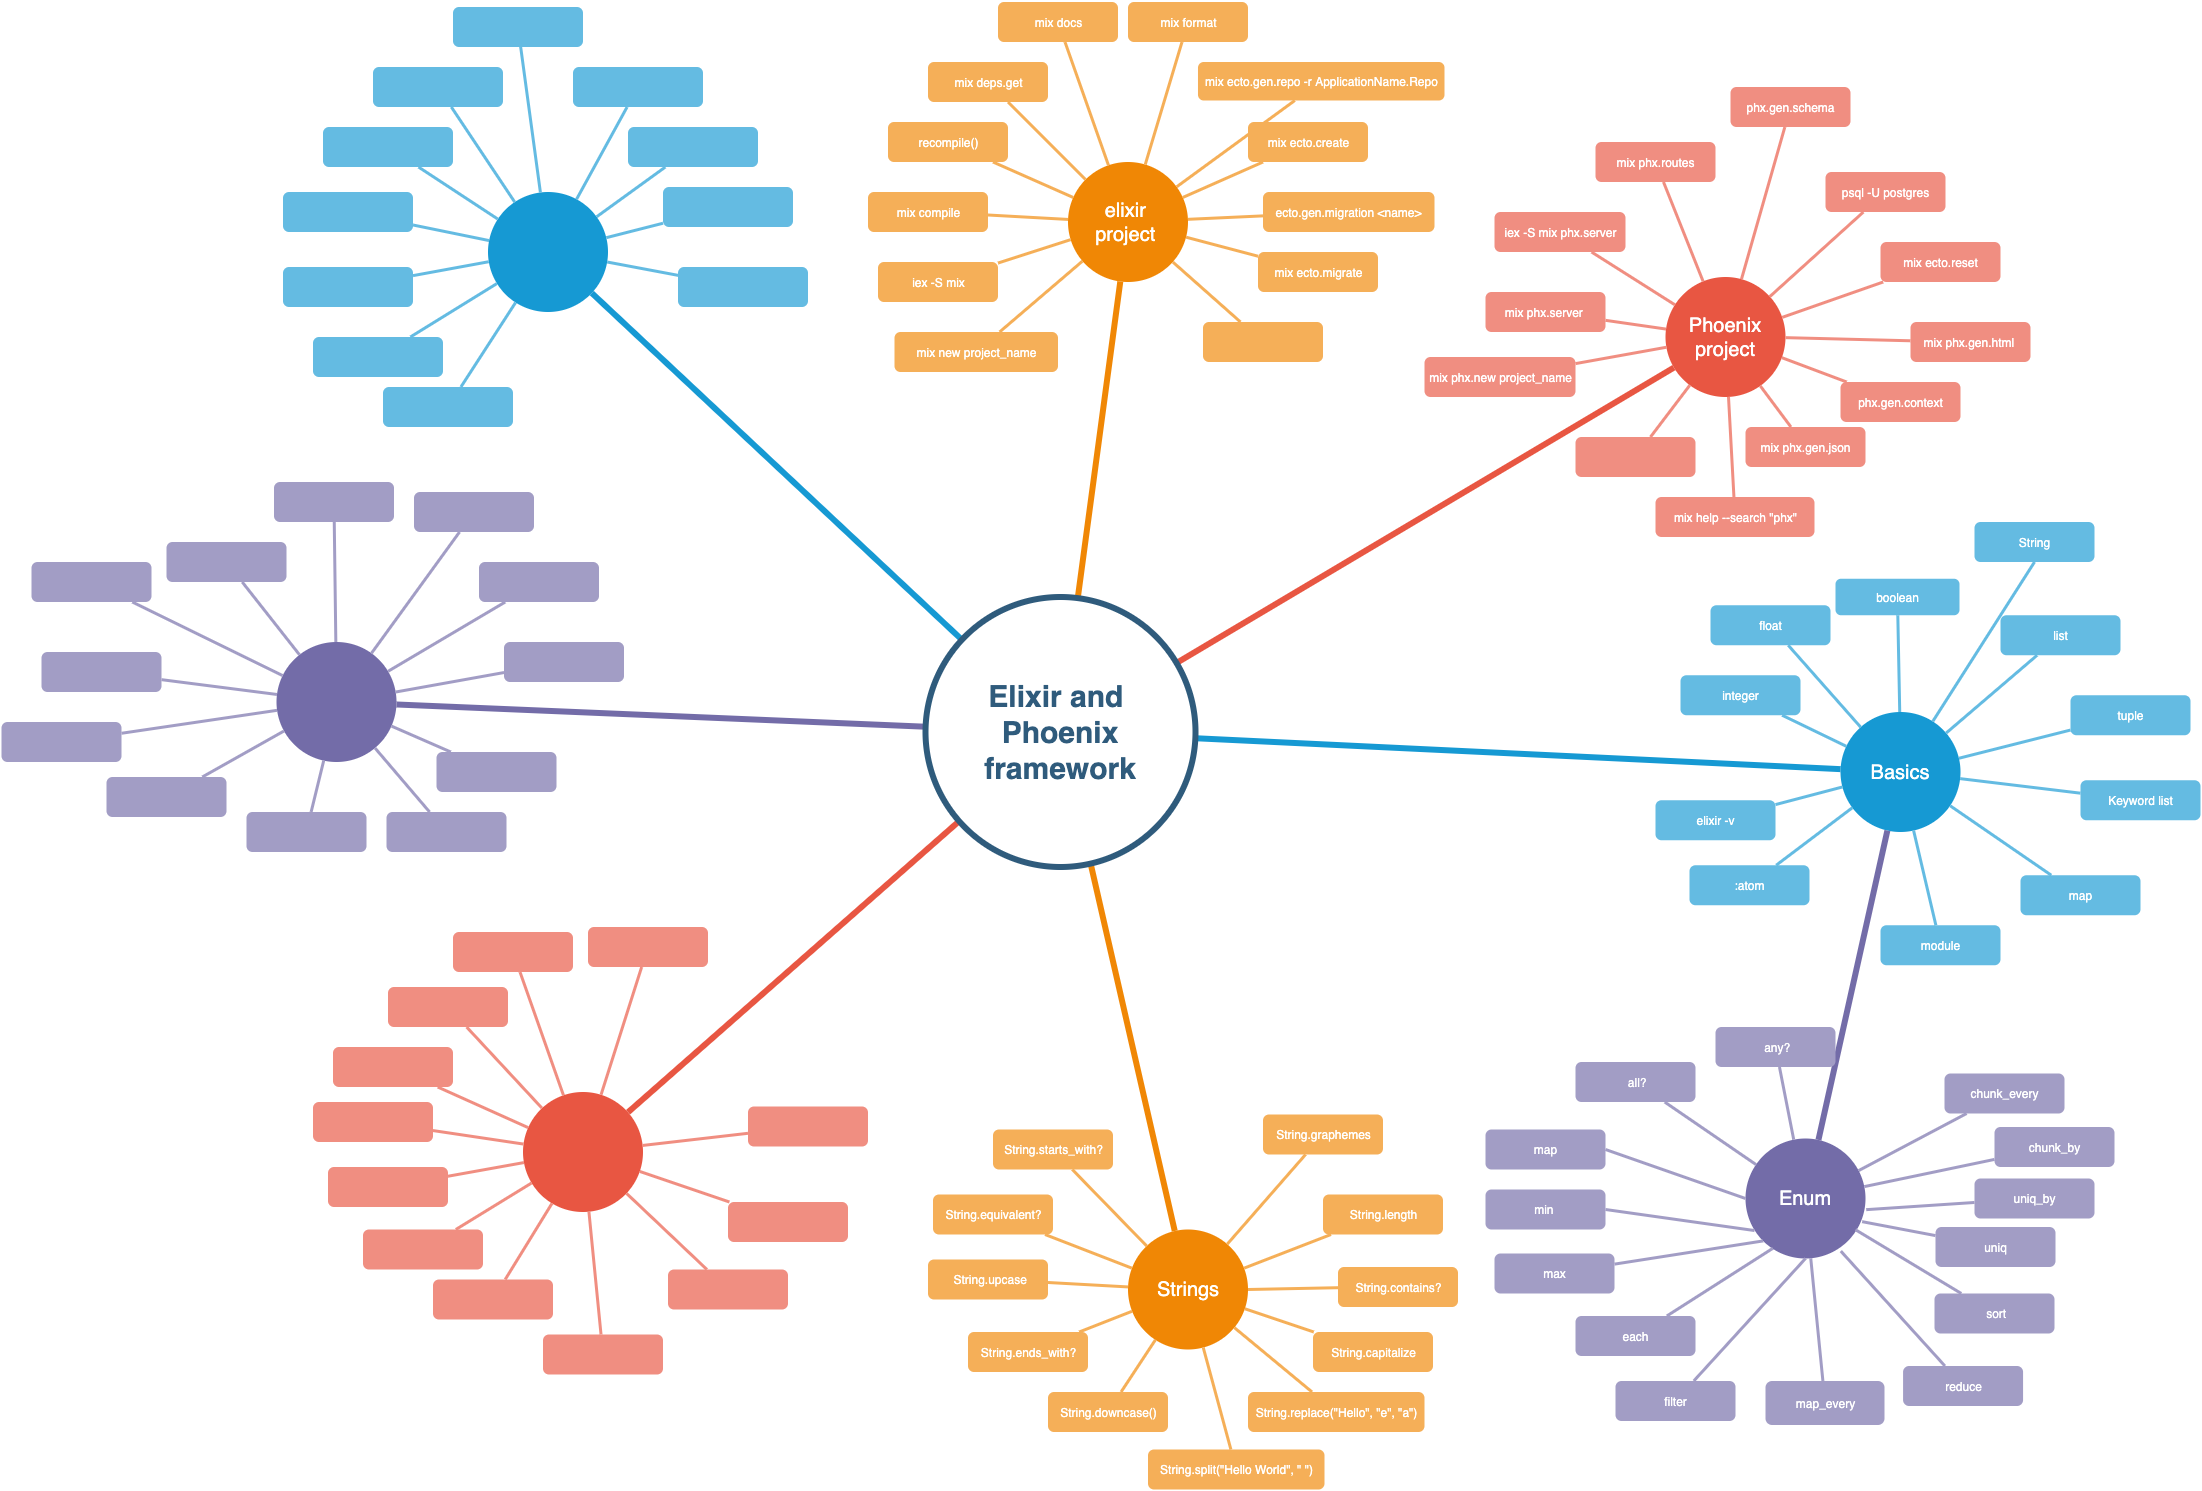 Elixir and
Phoenix
framework
elixir
project
mix docs
mix format
mix deps.get
mix ecto.gen.repo -r ApplicationName.Repo
recompile()
mix ecto.create
mix compile
ecto.gen.migration <name>
iex -S mix
mix ecto.migrate
mix new project_name
Phoenix
project
phx.gen.schema
mix phx.routes
psql -U postgres
iex -S mix phx.server
mix ecto.reset
mix phx.server
mix phx.gen.html
mix phx.new project_name
phx.gen.context
mix phx.gen.json
mix help --search "phx"
Basics
String
boolean
float
list
integer
tuple
Keyword list
elixir -v
:atom
map
module
Enum
any?
all?
chunk_every
map
chunk_by
min
uniq_by
uniq
max
sort
each
reduce
filter
map_every
Strings
String.starts_with?
String.graphemes
String.equivalent?
String.length
String.upcase
String.contains?
String.ends_with?
String.capitalize
String.downcase()
String.replace("Hello", "e", "a")
String.split("Hello World", " ")